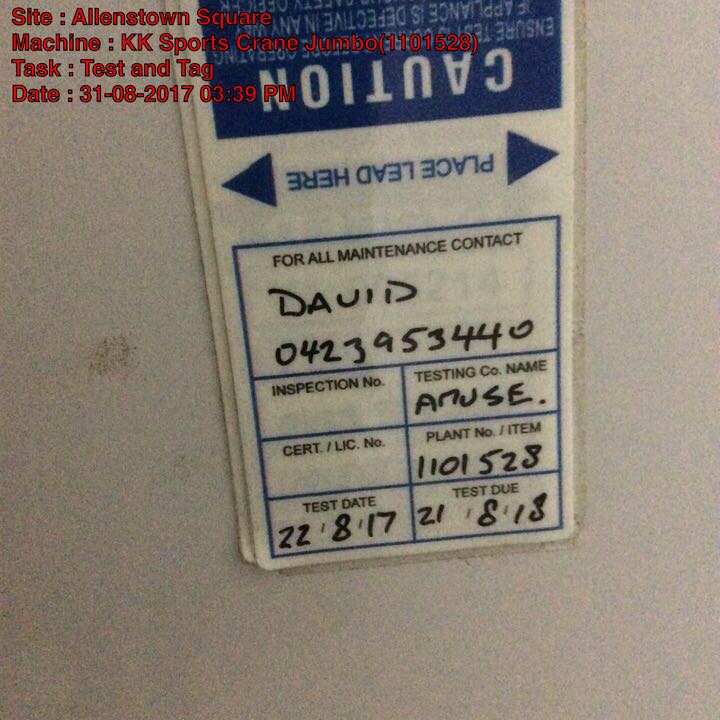 Site : Allenstown Square
Machine : KK Sports Crane Jumbo(1101528)
Task : Test and Tag
Date : 31-08-2017 03:39 PM
CAUTION
PLACE LEAD HERE
FOR ALL MAINTENANCE CONTACT
DAVID
0423953440
INSPECTION No.
TESTING Co. NAME
AMUSE.
CERT. / LIC. No.
PLANT No. / ITEM
1101528
TEST DATE
TEST DUE
22 8 17
21 8 18